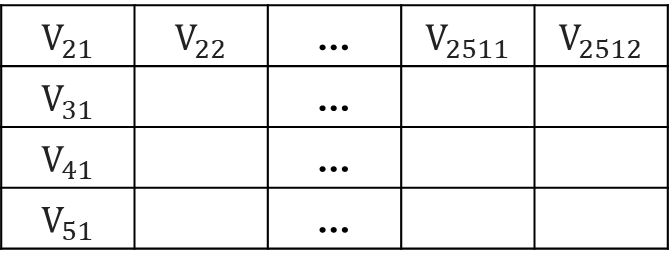 V₂₁ V₂₂ ... V₂₅₁₁ V₂₅₁₂
V₃₁ ...
V₄₁ ...
V₅₁ ...